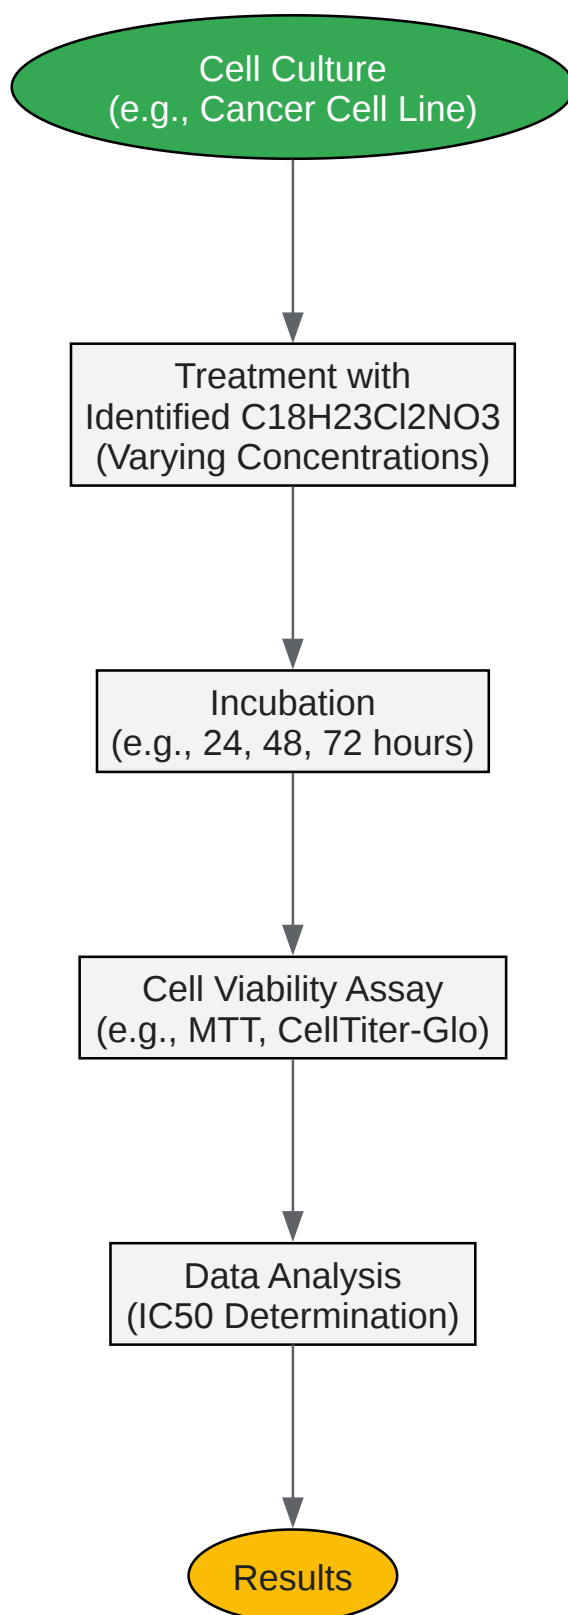 Cell Culture
(e.g., Cancer Cell Line)
Treatment with
Identified C18H23Cl2NO3
(Varying Concentrations)
Incubation
(e.g., 24, 48, 72 hours)
Cell Viability Assay
(e.g., MTT, CellTiter-Glo)
Data Analysis
(IC50 Determination)
Results